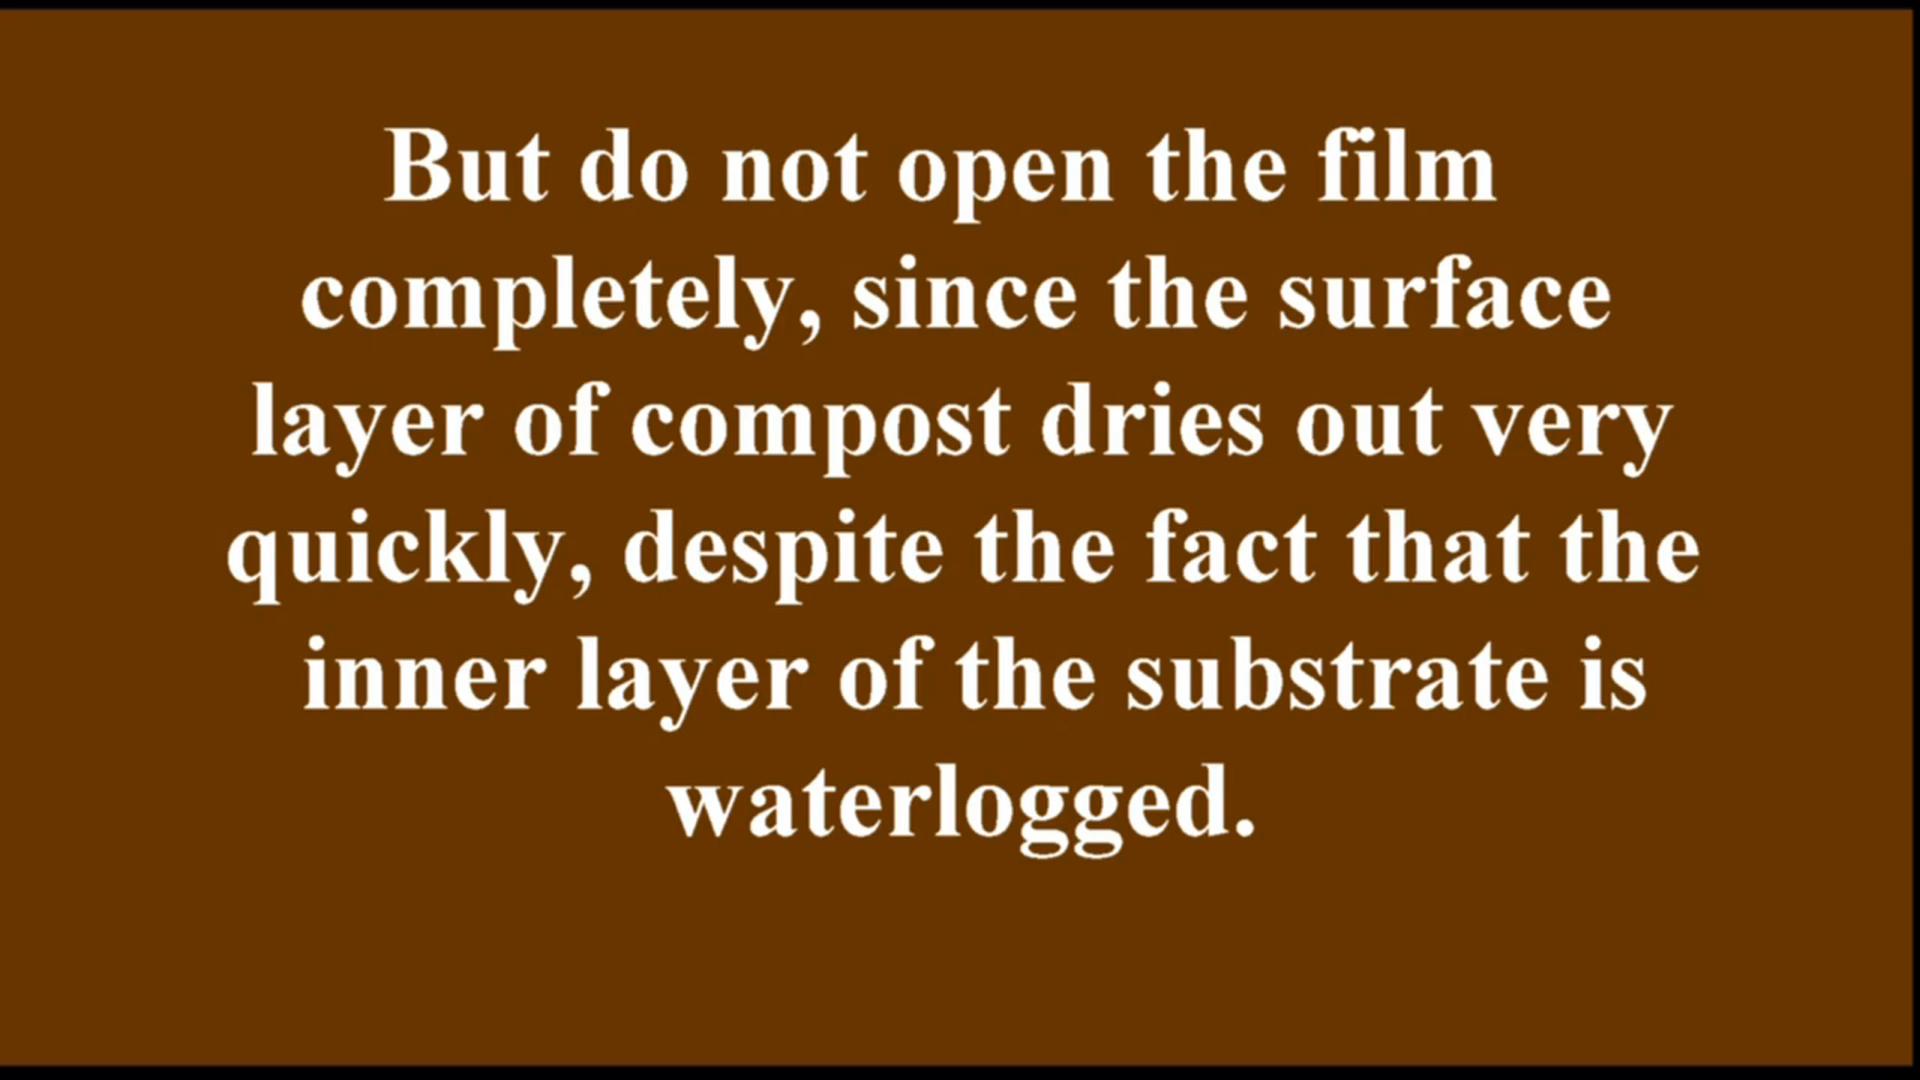 But do not open the film
completely, since the surface
layer of compost dries out very
quickly, despite the fact that the
inner layer of the substrate is
waterlogged.